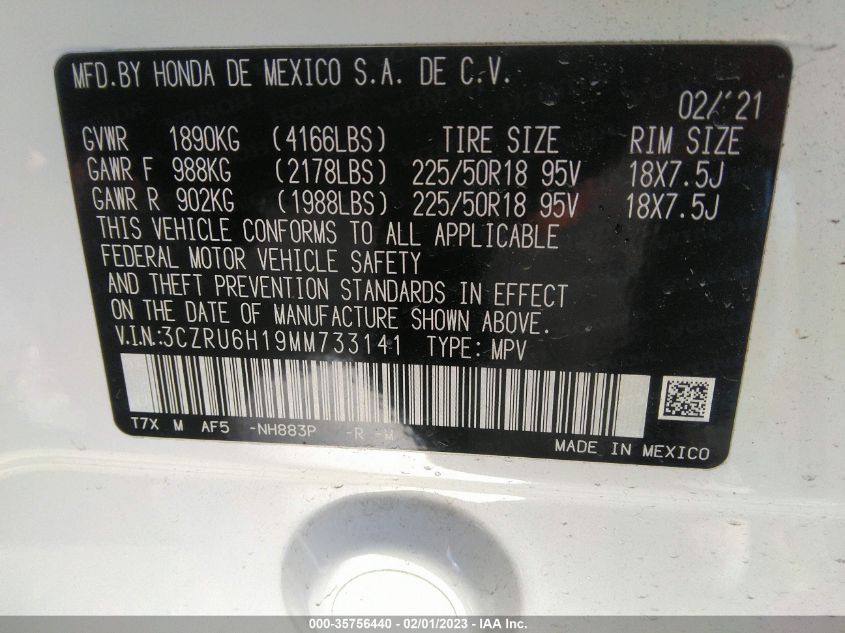 MFD.BY HONDA DE MEXICO S.A. DE C.V.
02/'21
GVWR 1890KG (4166LBS) TIRE SIZE RIM SIZE
GAWR F 988KG (2178LBS) 225/50R18 95V 18X7.5J
GAWR R 902KG (1988LBS) 225/50R18 95V 18X7.5J
THIS VEHICLE CONFORMS TO ALL APPLICABLE
FEDERAL MOTOR VEHICLE SAFETY
AND THEFT PREVENTION STANDARDS IN EFFECT
ON THE DATE OF MANUFACTURE SHOWN ABOVE.
V.I.N:3CZRU6H19MM733141 TYPE: MPV
T7X M AF5 -NH883P -R -W
MADE IN MEXICO
000-35756440 - 02/01/2023 - IAA Inc.